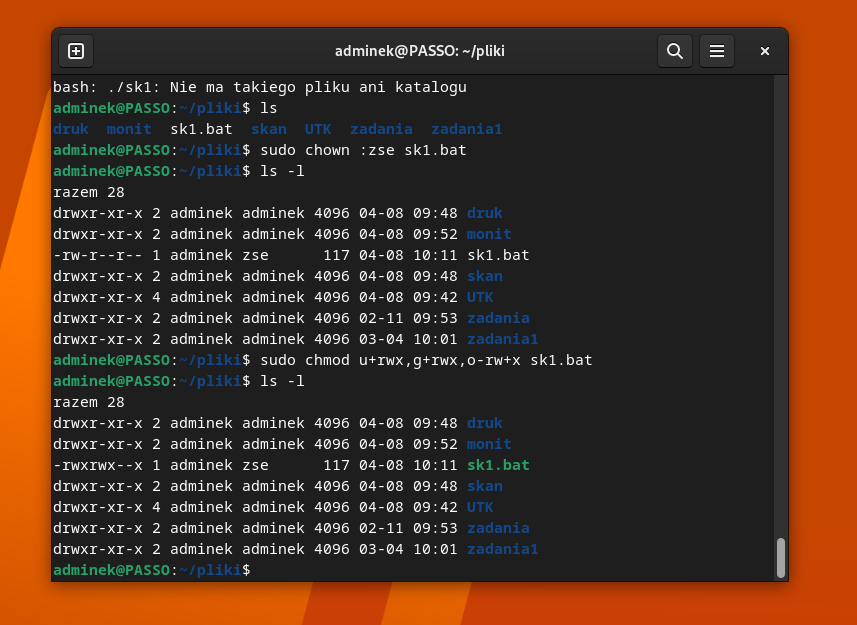 adminek@PASSO: ~/pliki
bash: ./sk1: Nie ma takiego pliku ani katalogu
adminek@PASSO:~/pliki$ ls
druk  monit  sk1.bat  skan  UTK  zadania  zadania1
adminek@PASSO:~/pliki$ sudo chown :zse sk1.bat
adminek@PASSO:~/pliki$ ls -l
razem 28
drwxr-xr-x 2 adminek adminek 4096 04-08 09:48 druk
drwxr-xr-x 2 adminek adminek 4096 04-08 09:52 monit
-rw-r--r-- 1 adminek zse      117 04-08 10:11 sk1.bat
drwxr-xr-x 2 adminek adminek 4096 04-08 09:48 skan
drwxr-xr-x 4 adminek adminek 4096 04-08 09:42 UTK
drwxr-xr-x 2 adminek adminek 4096 02-11 09:53 zadania
drwxr-xr-x 2 adminek adminek 4096 03-04 10:01 zadania1
adminek@PASSO:~/pliki$ sudo chmod u+rwx,g+rwx,o-rw+x sk1.bat
adminek@PASSO:~/pliki$ ls -l
razem 28
drwxr-xr-x 2 adminek adminek 4096 04-08 09:48 druk
drwxr-xr-x 2 adminek adminek 4096 04-08 09:52 monit
-rwxrwx--x 1 adminek zse      117 04-08 10:11 sk1.bat
drwxr-xr-x 2 adminek adminek 4096 04-08 09:48 skan
drwxr-xr-x 4 adminek adminek 4096 04-08 09:42 UTK
drwxr-xr-x 2 adminek adminek 4096 02-11 09:53 zadania
drwxr-xr-x 2 adminek adminek 4096 03-04 10:01 zadania1
adminek@PASSO:~/pliki$